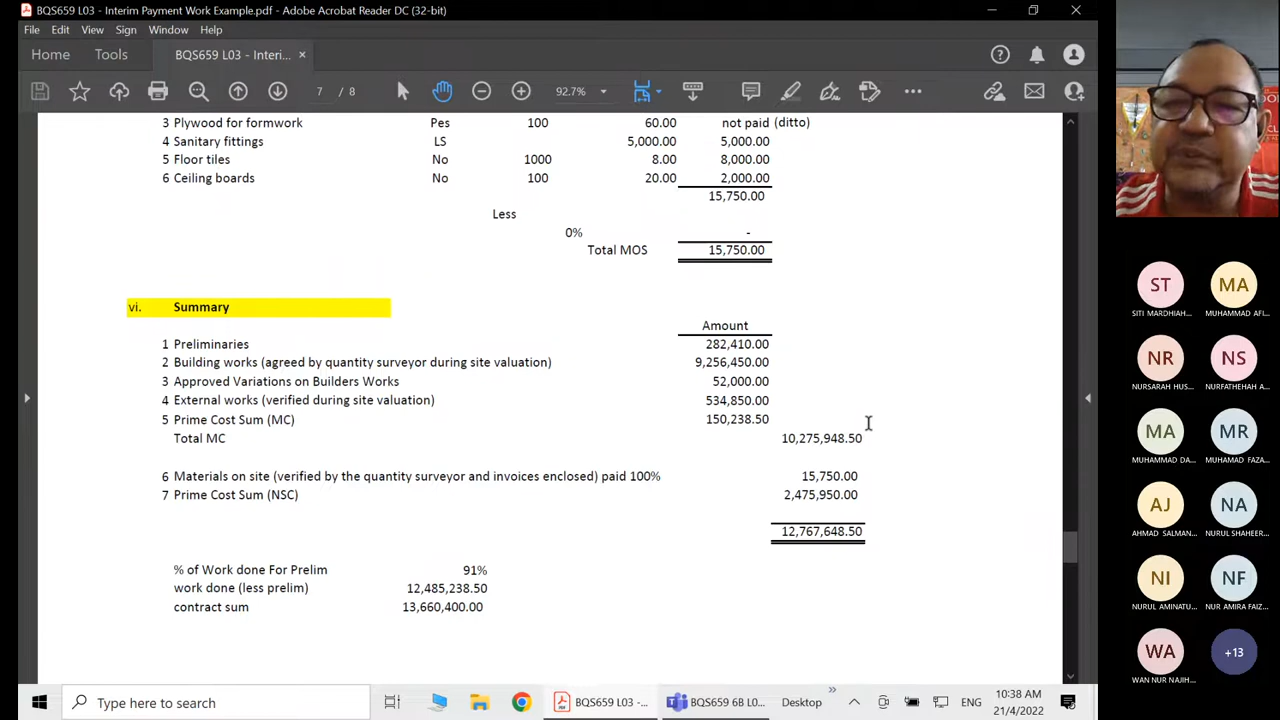 BQS659 L03 - Interim Payment Work Example.pdf - Adobe Acrobat Reader DC (32-bit)
File Edit View Sign Window Help
Home Tools BQS659 L03 - Interi... ×
7 / 8 92.7%
3 Plywood for formwork Pes 100 60.00 not paid (ditto)
4 Sanitary fittings LS 5,000.00 5,000.00
5 Floor tiles No 1000 8.00 8,000.00
6 Ceiling boards No 100 20.00 2,000.00
15,750.00
Less
0% -
Total MOS 15,750.00
vi. Summary
Amount
1 Preliminaries 282,410.00
2 Building works (agreed by quantity surveyor during site valuation) 9,256,450.00
3 Approved Variations on Builders Works 52,000.00
4 External works (verified during site valuation) 534,850.00
5 Prime Cost Sum (MC) 150,238.50
Total MC 10,275,948.50
6 Materials on site (verified by the quantity surveyor and invoices enclosed) paid 100% 15,750.00
7 Prime Cost Sum (NSC) 2,475,950.00
12,767,648.50
% of Work done For Prelim 91%
work done (less prelim) 12,485,238.50
contract sum 13,660,400.00
ST MA
SITI MARDHIAH... MUHAMMAD AFI...
NR NS
NURSARAH HUS... NURFATHEHAH A...
MA MR
MUHAMMAD DA... MUHAMAD FAZA...
AJ NA
AHMAD SALMAN... NURUL SHAHEER...
NI NF
NURUL AMINATU... NUR AMIRA FAIZ...
WA +13
WAN NUR NAJIH...
Type here to search
BQS659 L03 -... BQS659 6B L0... Desktop » ENG
10:38 AM
21/4/2022